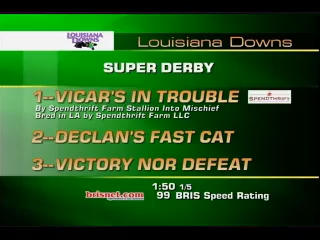 LOUISIANA DOWNS
Louisiana Downs
SUPER DERBY
1--VICAR'S IN TROUBLE
By Spendthrift Farm Stallion Into Mischief
Bred in LA by Spendthrift Farm LLC
SPENDTHRIFT
2--DECLAN'S FAST CAT
3--VICTORY NOR DEFEAT
brisnet.com
1:50 1/5
99 BRIS Speed Rating